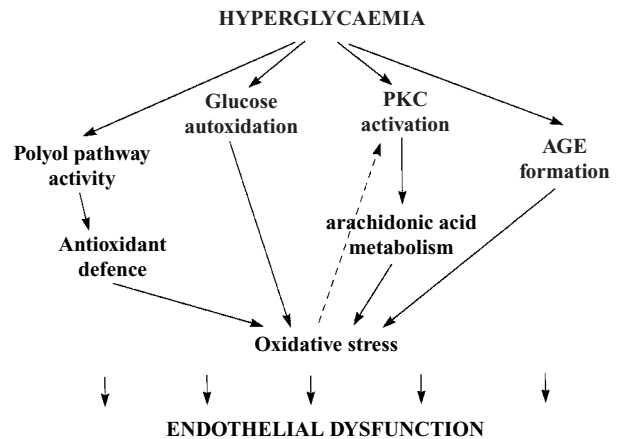 HYPERGLYCAEMIA
Glucose
autoxidation
PKC
activation
Polyol pathway
activity
AGE
formation
Antioxidant
defence
arachidonic acid
metabolism
Oxidative stress
ENDOTHELIAL DYSFUNCTION